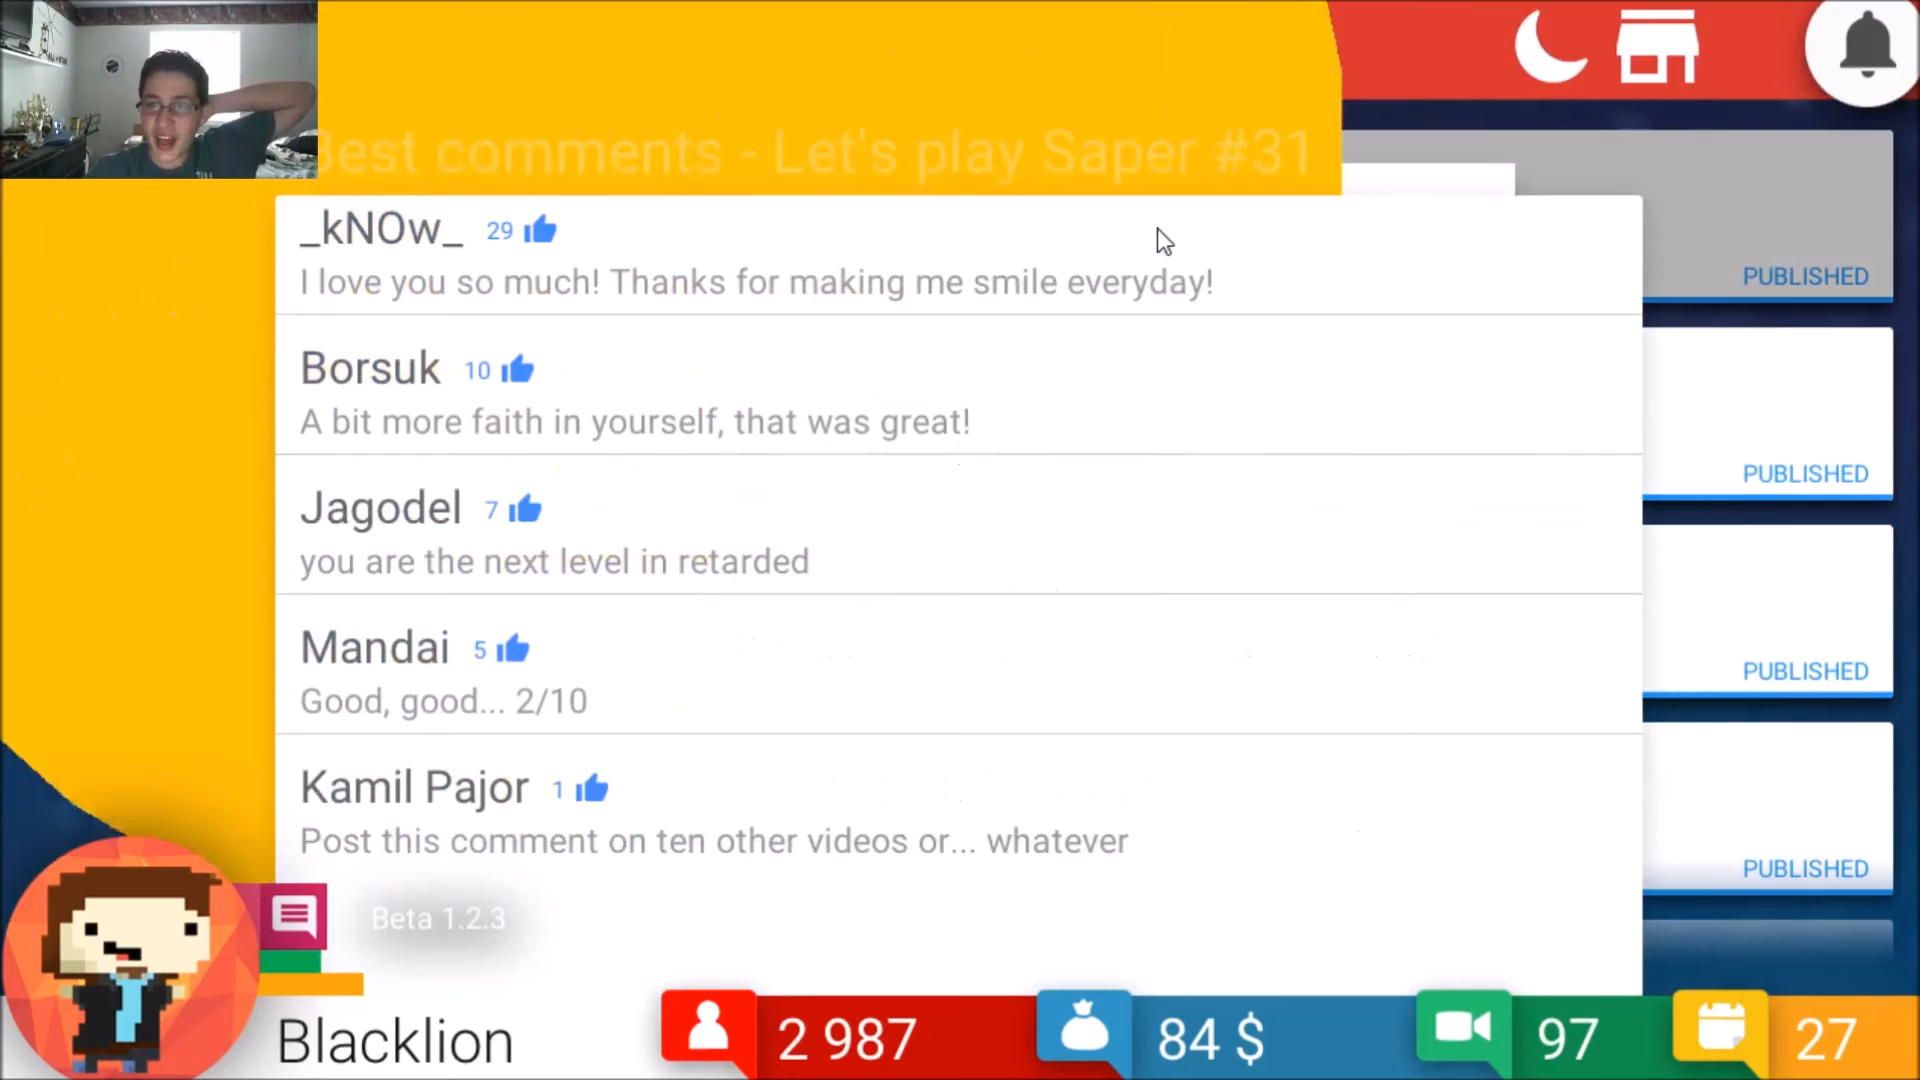 Best comments - Let's play Saper #31
_kNOw_ 29
I love you so much! Thanks for making me smile everyday!
PUBLISHED
Borsuk 10
A bit more faith in yourself, that was great!
PUBLISHED
Jagodel 7
you are the next level in retarded
Mandai 5
Good, good... 2/10
PUBLISHED
Kamil Pajor 1
Post this comment on ten other videos or... whatever
PUBLISHED
Beta 1.2.3
Blacklion
2 987
84 $
97
27